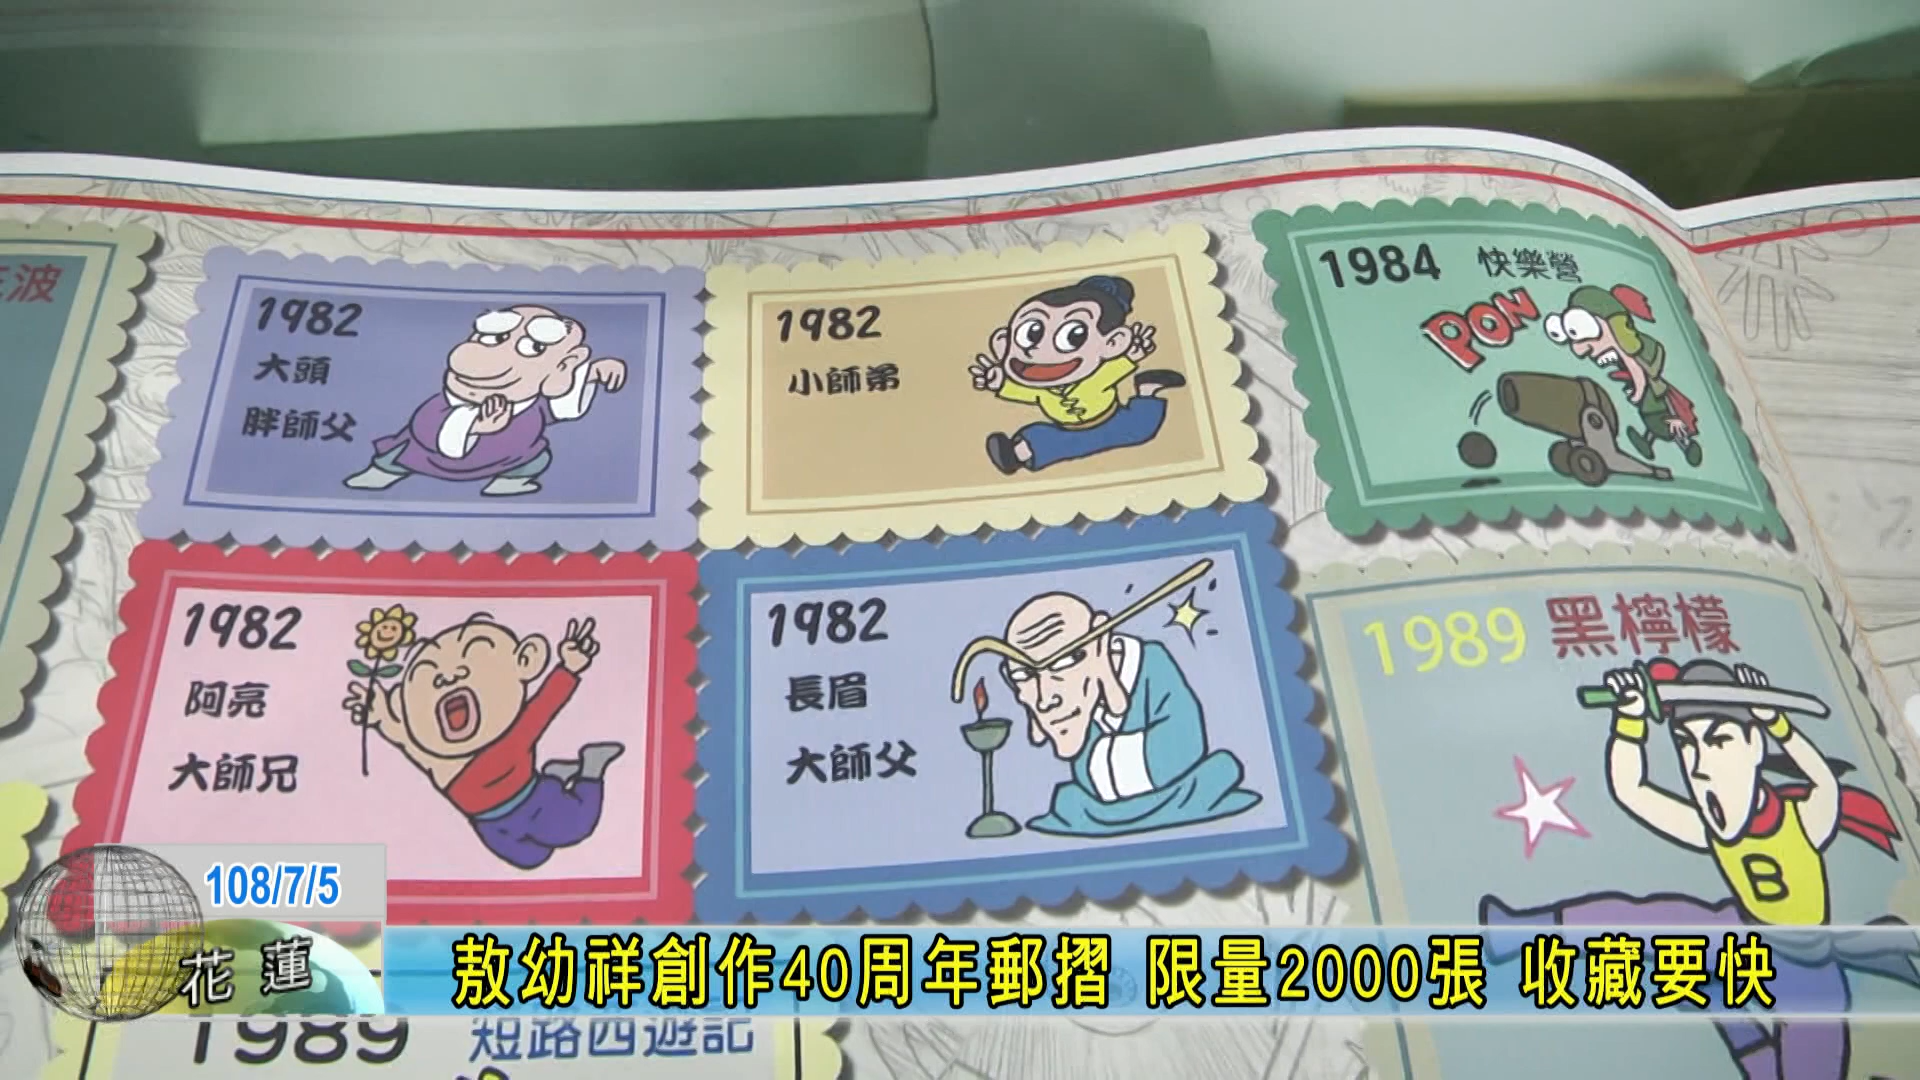 波
1982
大頭
胖師父
1982
小師弟
1984 快樂營
PON
1982
阿亮
大師兄
1982
長眉
大師父
1989 黑檸檬
B
108/7/5
花蓮
敖幼祥創作40周年郵摺 限量2000張 收藏要快
1989 短路西遊記